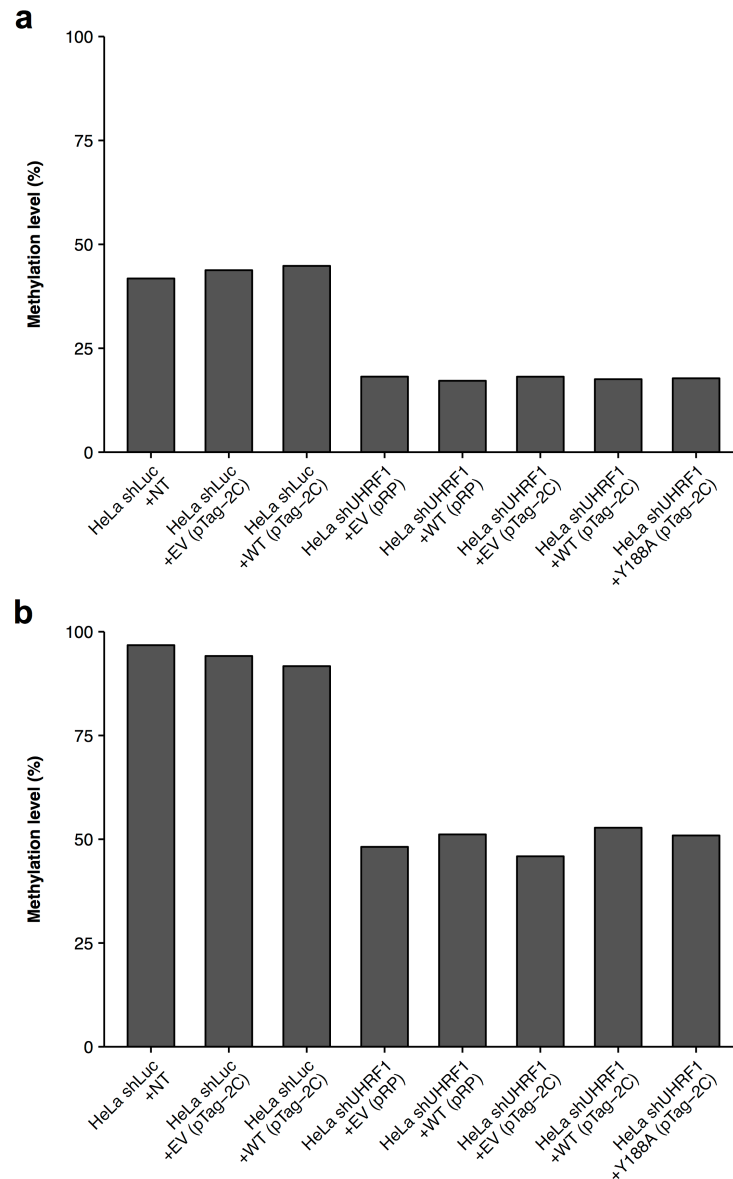 a
Methylation level (%)
100
75
50
25
0
HeLa shLuc
+NT
HeLa shLuc
+EV (pTag−2C)
HeLa shLuc
+WT (pTag−2C)
HeLa shUHRF1
+EV (pRP)
HeLa shUHRF1
+WT (pRP)
HeLa shUHRF1
+EV (pTag−2C)
HeLa shUHRF1
+WT (pTag−2C)
HeLa shUHRF1
+Y188A (pTag−2C)
b
Methylation level (%)
100
75
50
25
0
HeLa shLuc
+NT
HeLa shLuc
+EV (pTag−2C)
HeLa shLuc
+WT (pTag−2C)
HeLa shUHRF1
+EV (pRP)
HeLa shUHRF1
+WT (pRP)
HeLa shUHRF1
+EV (pTag−2C)
HeLa shUHRF1
+WT (pTag−2C)
HeLa shUHRF1
+Y188A (pTag−2C)